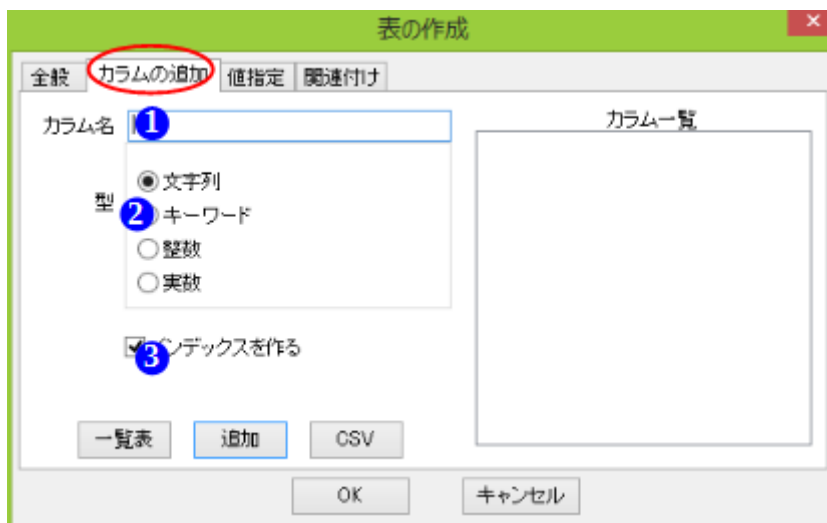 表の作成
×
全般 カラムの追加 値指定 関連付け
カラム名 1
カラム一覧
文字列
型
2 キーワード
整数
実数
3 ンデックスを作る
一覧表 追加 CSV
OK キャンセル